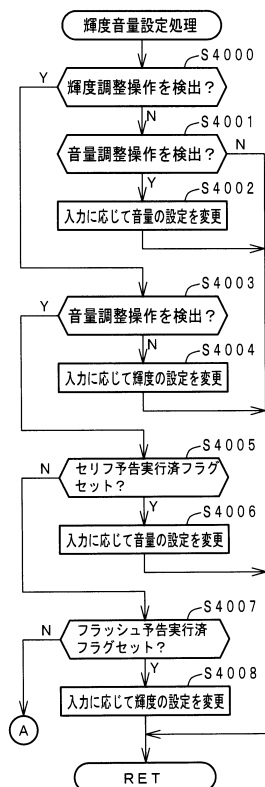 輝度音量設定処理
S4000
Y
輝度調整操作を検出?
N
S4001
音量調整操作を検出?
N
Y
S4002
入力に応じて音量の設定を変更
S4003
Y
音量調整操作を検出?
N
S4004
入力に応じて輝度の設定を変更
S4005
N
セリフ予告実行済フラグ
セット?
Y
S4006
入力に応じて音量の設定を変更
S4007
N
フラッシュ予告実行済
フラグセット?
Y
S4008
入力に応じて輝度の設定を変更
A
RET